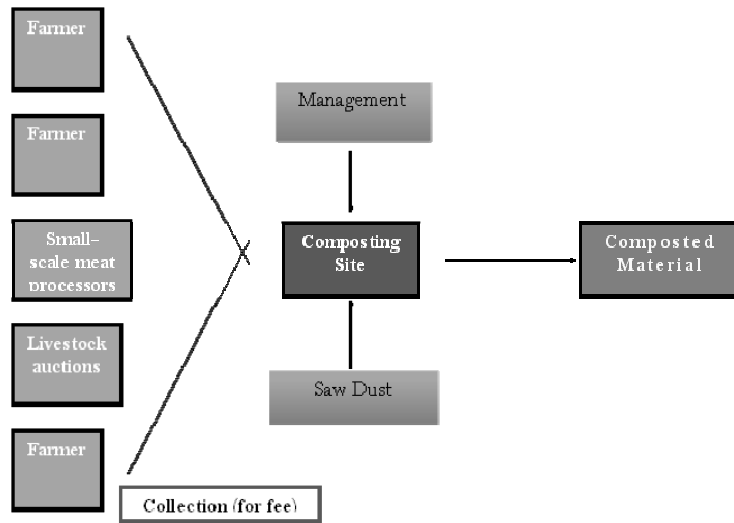 Farmer
Farmer
Small–
scale meat
processors
Livestock
auctions
Farmer
Collection (for fee)
Management
Composting
Site
Saw Dust
Composted
Material